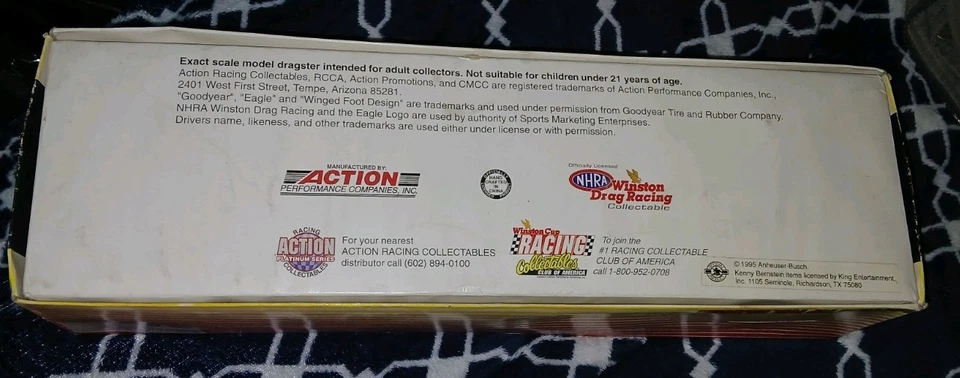 Exact scale model dragster intended for adult collectors. Not suitable for children under 21 years of age.
Action Racing Collectables, RCCA, Action Promotions, and CMCC are registered trademarks of Action Performance Companies, Inc.,
2401 West First Street, Tempe, Arizona 85281.
"Goodyear", "Eagle" and "Winged Foot Design" are trademarks and used under permission from Goodyear Tire and Rubber Company.
NHRA Winston Drag Racing and the Eagle Logo are used by authority of Sports Marketing Enterprises.
Drivers name, likeness, and other trademarks are used either under license or with permission.
MANUFACTURED BY:
ACTION
PERFORMANCE COMPANIES, INC.
HAND
CRAFTED
IN
CHINA
Officially Licensed
NHRA Winston
Drag Racing
Collectable
RACING
ACTION
PLATINUM SERIES
COLLECTABLES
For your nearest
ACTION RACING COLLECTABLES
distributor call (602) 894-0100
Winston Cup
RACING
Collectables
CLUB OF AMERICA
To join the
#1 RACING COLLECTABLE
CLUB OF AMERICA
call 1-800-952-0708
© 1995 Anheuser-Busch.
Kenny Bernstein items licensed by King Entertainment,
Inc. 1105 Seminole, Richardson, TX 75080